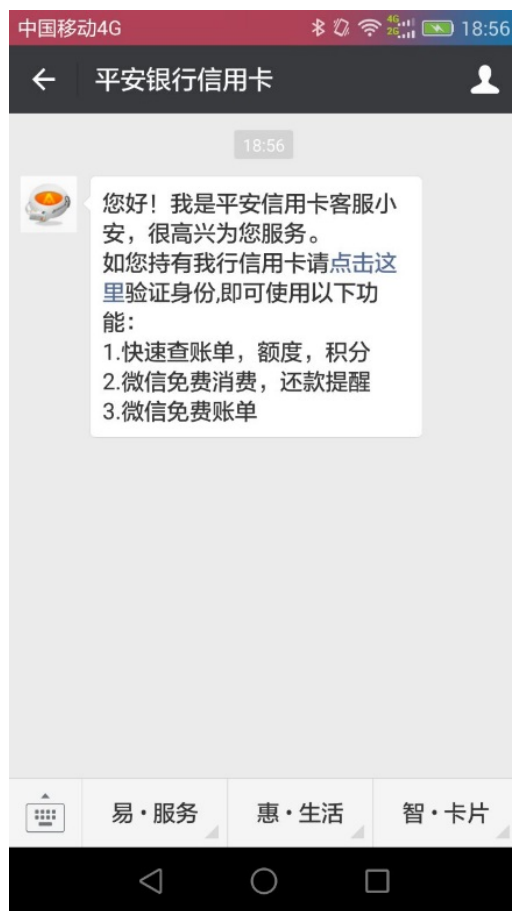 中国移动4G 4G 2G 18:56
平安银行信用卡
18:56
您好！我是平安信用卡客服小
安，很高兴为您服务。
如您持有我行信用卡请点击这
里验证身份,即可使用以下功
能：
1.快速查账单，额度，积分
2.微信免费消费，还款提醒
3.微信免费账单
易·服务 惠·生活 智·卡片